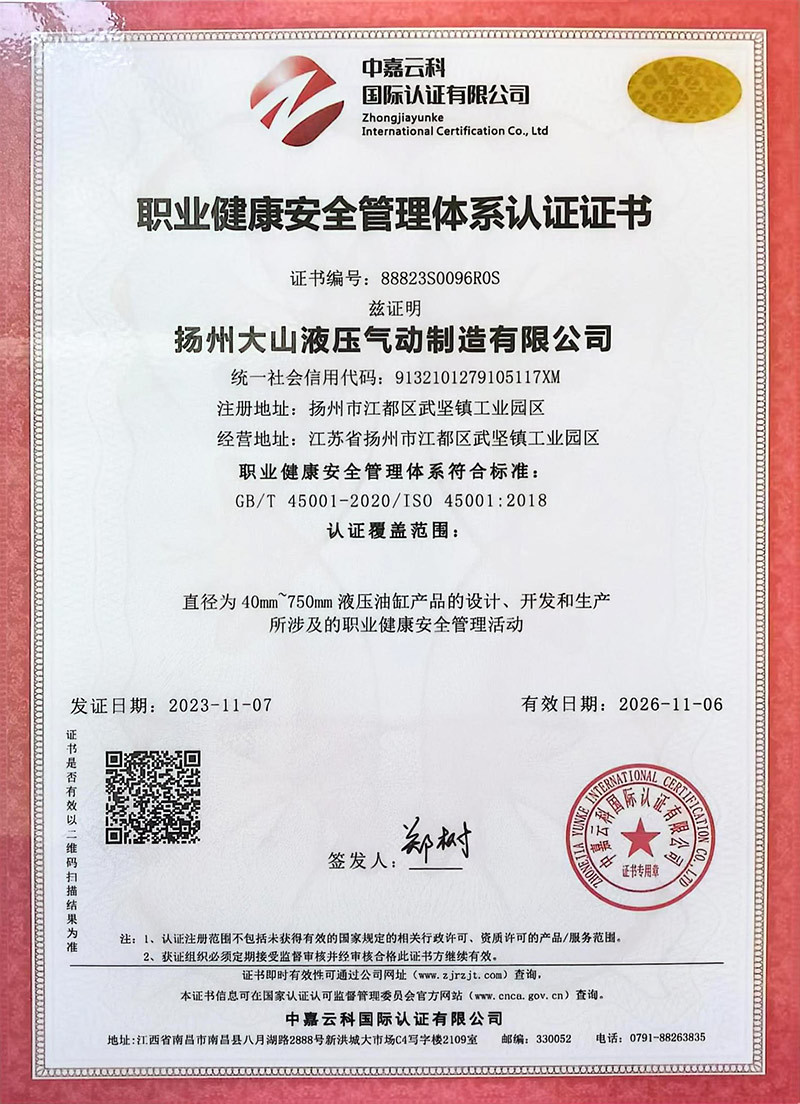 中嘉云科
国际认证有限公司
Zhongjiayunke
International Certification Co., Ltd
职业健康安全管理体系认证证书
证书编号：88823S0096R0S
兹证明
扬州大山液压气动制造有限公司
统一社会信用代码：9132101279105117XM
注册地址：扬州市江都区武坚镇工业园区
经营地址：江苏省扬州市江都区武坚镇工业园区
职业健康安全管理体系符合标准：
GB/T 45001-2020/ISO 45001:2018
认证覆盖范围：
直径为 40mm~750mm 液压油缸产品的设计、开发和生产
所涉及的职业健康安全管理活动
发证日期：2023-11-07
有效日期：2026-11-06
证书是否有效以二维码扫描结果为准
签发人：郑树
ZHONGJIA YUNKE INTERNATIONAL CERTIFICATION CO.,LTD
中嘉云科国际认证有限公司
证书专用章
注：1、认证注册范围不包括未获得有效的国家规定的相关行政许可、资质许可的产品/服务范围。
2、获证组织必须定期接受监督审核并经审核合格此证书方继续有效。
证书即时有效性可通过公司网址（www.zjrzjt.com）查询，
本证书信息可在国家认证认可监督管理委员会官方网站（www.cnca.gov.cn）查询。
中嘉云科国际认证有限公司
地址:江西省南昌市南昌县八月湖路2888号新洪城大市场C4写字楼2109室 邮编：330052 电话：0791-88263835